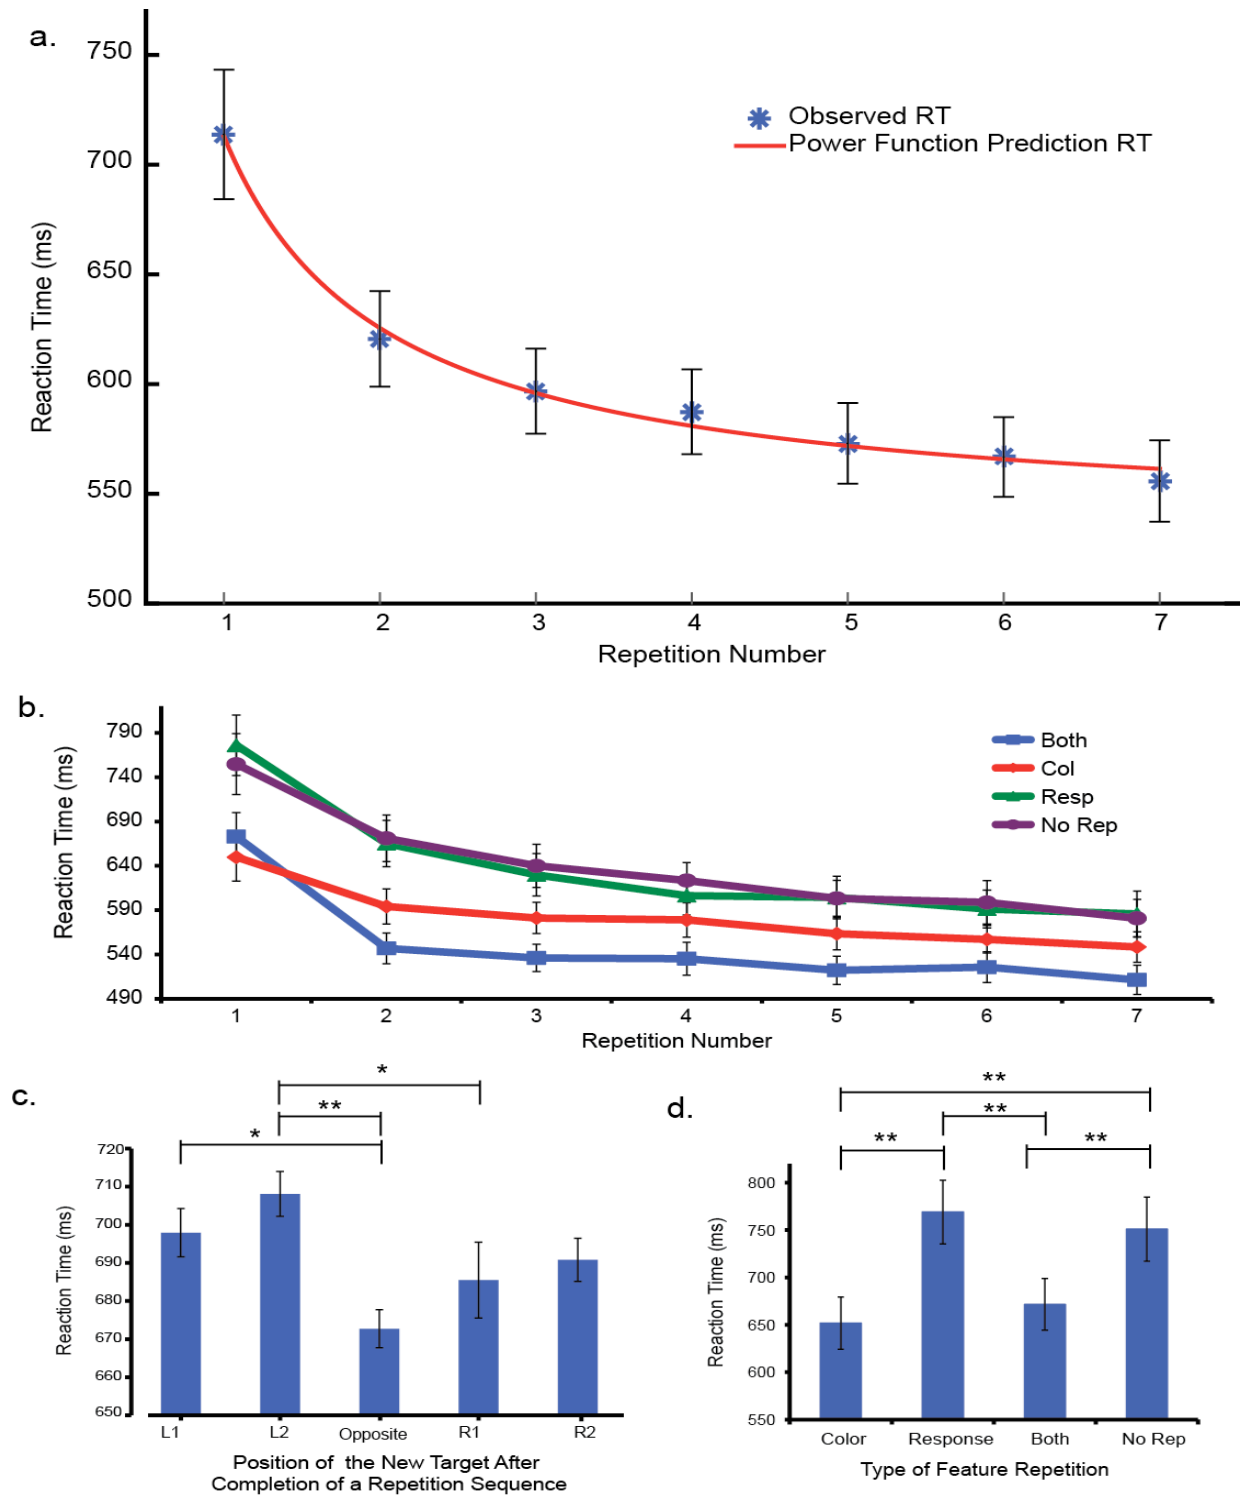 a.
750
700
650
600
550
500
Reaction Time (ms)
Observed RT
Power Function Prediction RT
1 2 3 4 5 6 7
Repetition Number
b.
790
740
690
640
590
540
490
Reaction Time (ms)
Both
Col
Resp
No Rep
1 2 3 4 5 6 7
Repetition Number
c.
*
**
*
720
710
700
690
680
670
660
650
Reaction Time (ms)
L1 L2 Opposite R1 R2
Position of the New Target After
Completion of a Repetition Sequence
d.
**
**
** **
800
750
700
650
600
550
Reaction Time (ms)
Color Response Both No Rep
Type of Feature Repetition